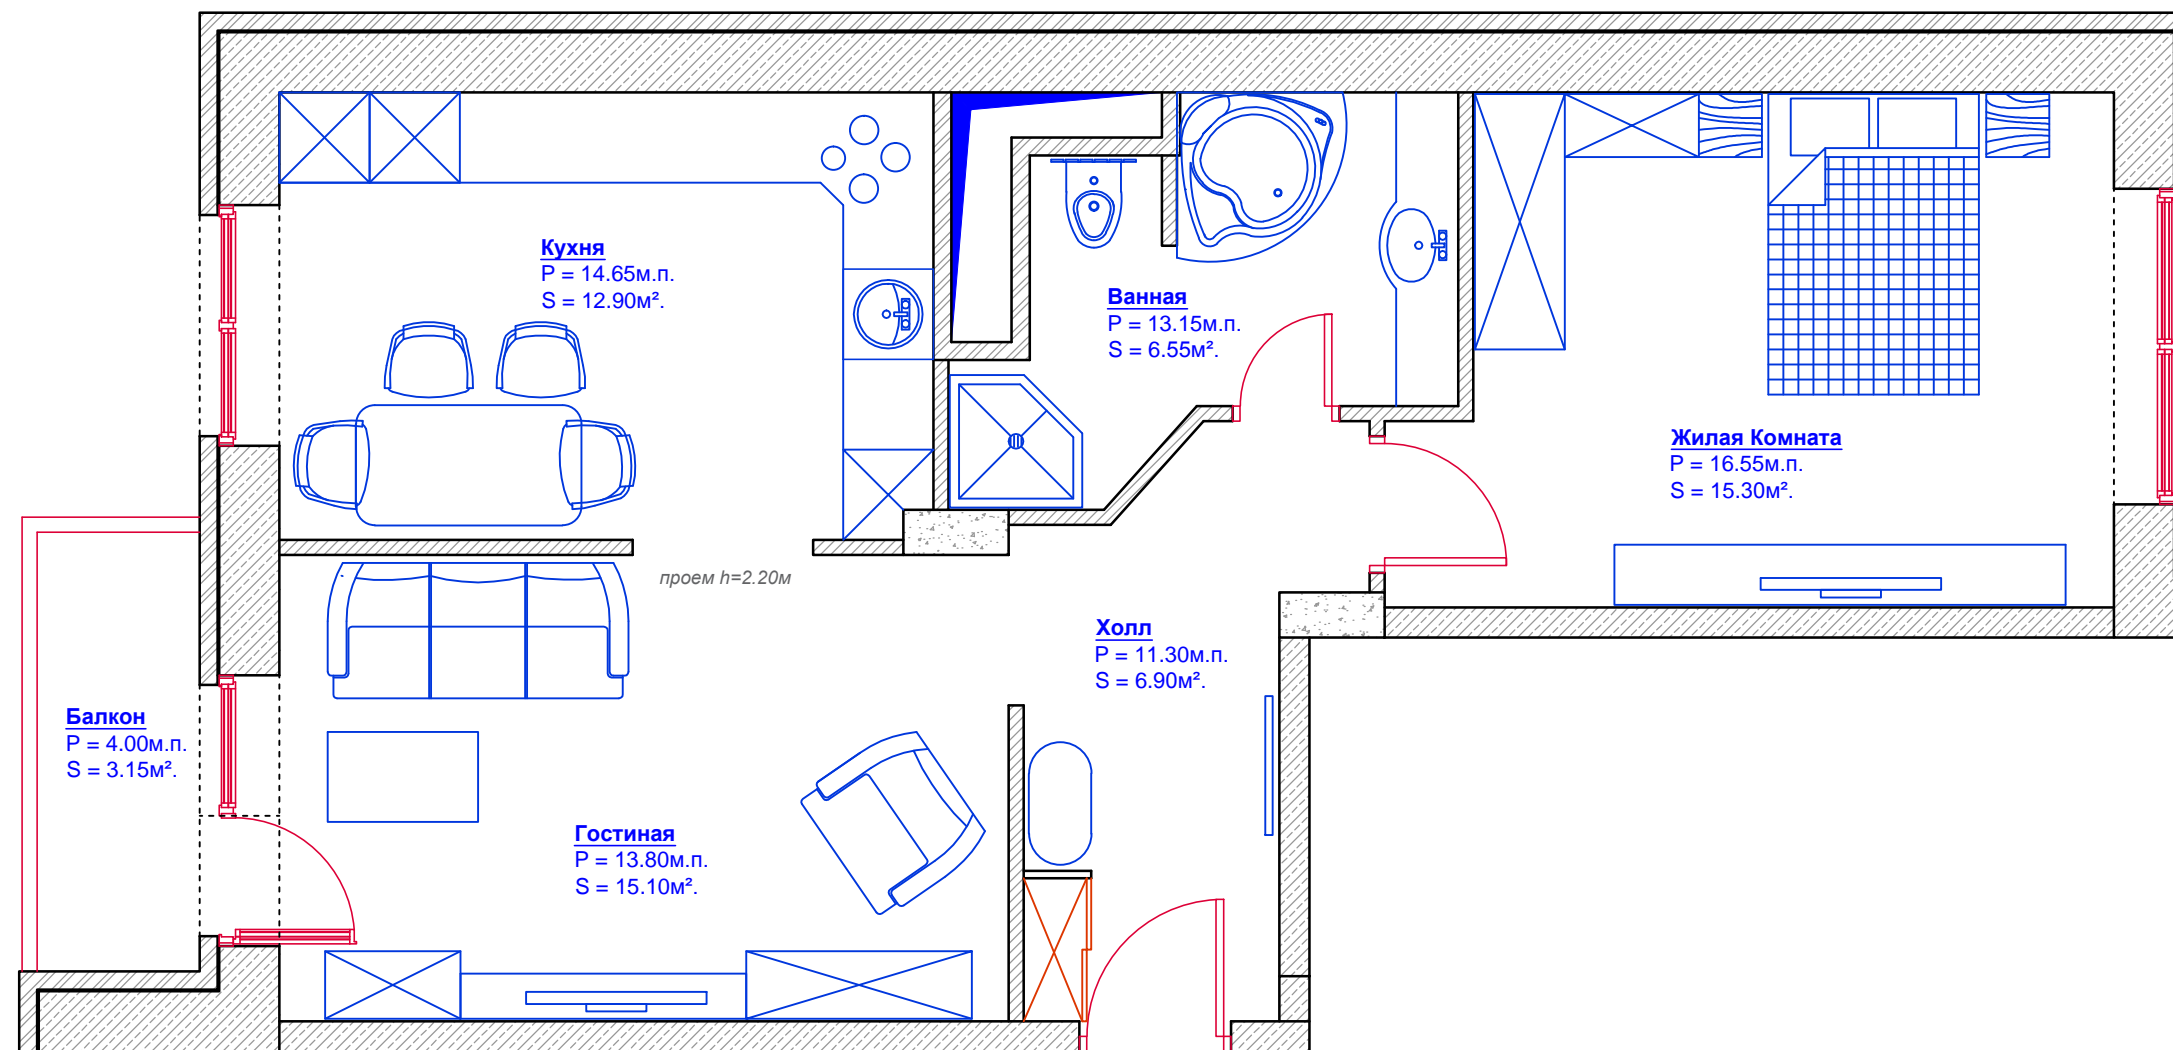 Кухня
P = 14.65м.п.
S = 12.90м².
Ванная
P = 13.15м.п.
S = 6.55м².
Жилая Комната
P = 16.55м.п.
S = 15.30м².
проем h=2.20м
Холл
P = 11.30м.п.
S = 6.90м².
Балкон
P = 4.00м.п.
S = 3.15м².
Гостиная
P = 13.80м.п.
S = 15.10м².